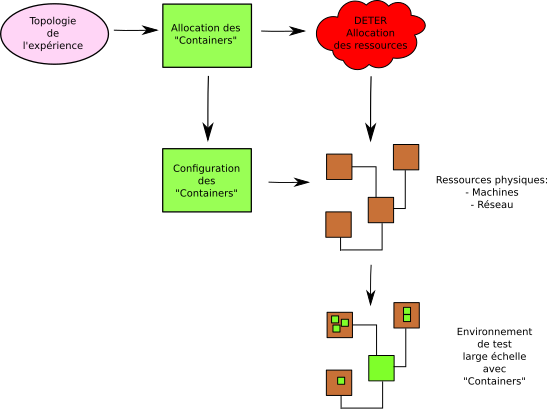 Topologie
de
l'expérience
Allocation des
"Containers"
DETER
Allocation
des ressources
Configuration
des
"Containers"
Ressources physiques:
- Machines
- Réseau
Environnement
de test
large échelle
avec
"Containers"